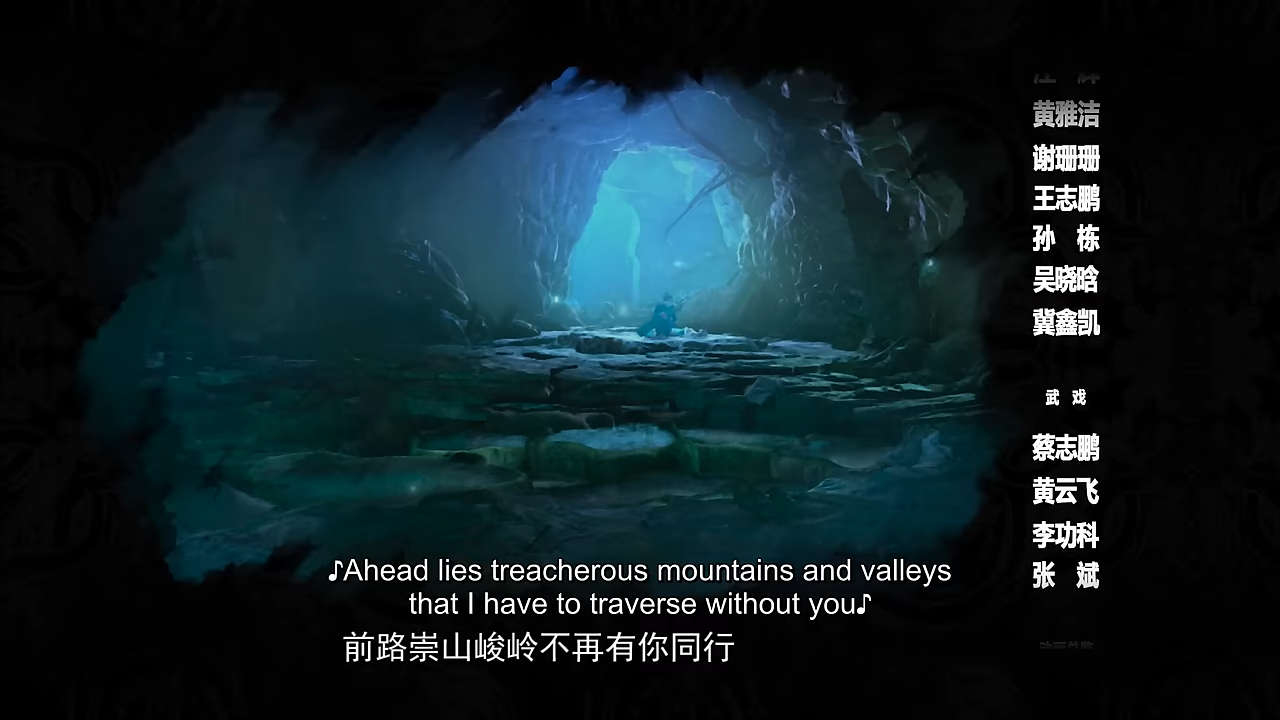 黄雅洁
谢珊珊
王志鹏
孙 栋
吴晓晗
冀鑫凯
武 戏
蔡志鹏
黄云飞
李功科
张 斌
♪Ahead lies treacherous mountains and valleys
that I have to traverse without you♪
前路崇山峻岭不再有你同行